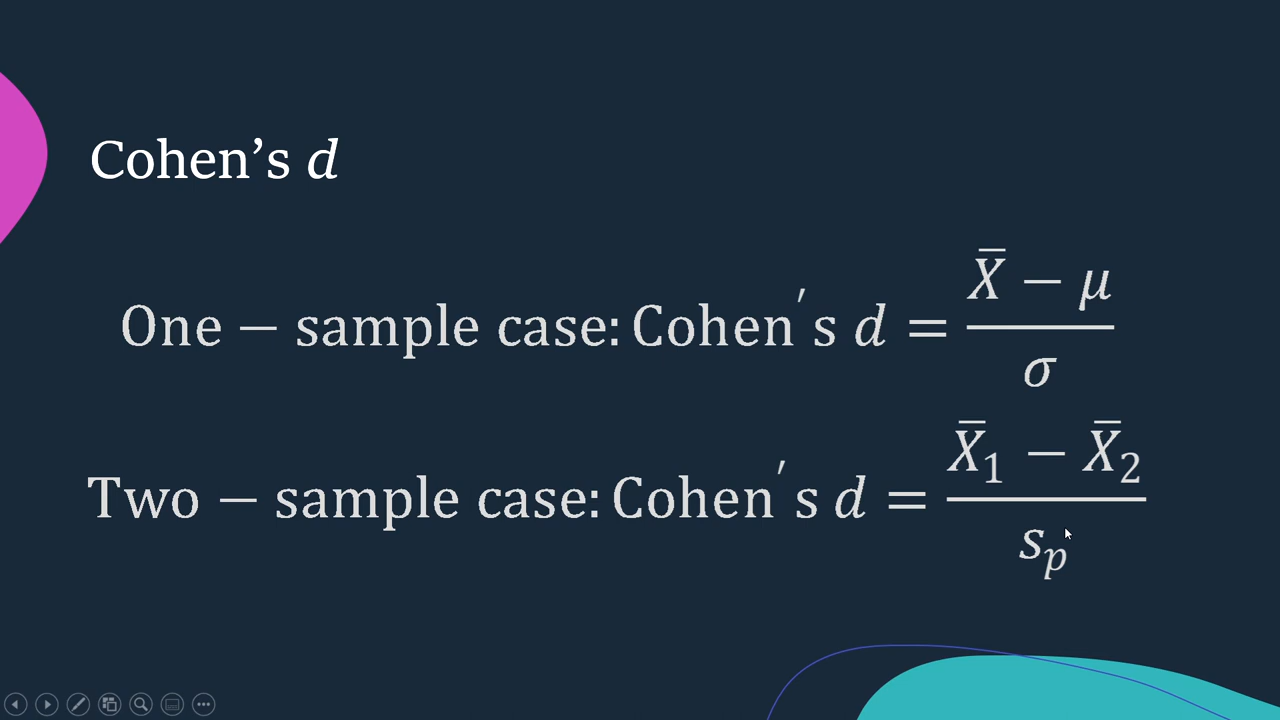 Cohen’s d
One − sample case: Cohen′s d = (X̄ − μ) / σ
Two − sample case: Cohen′s d = (X̄₁ − X̄₂) / sₚ